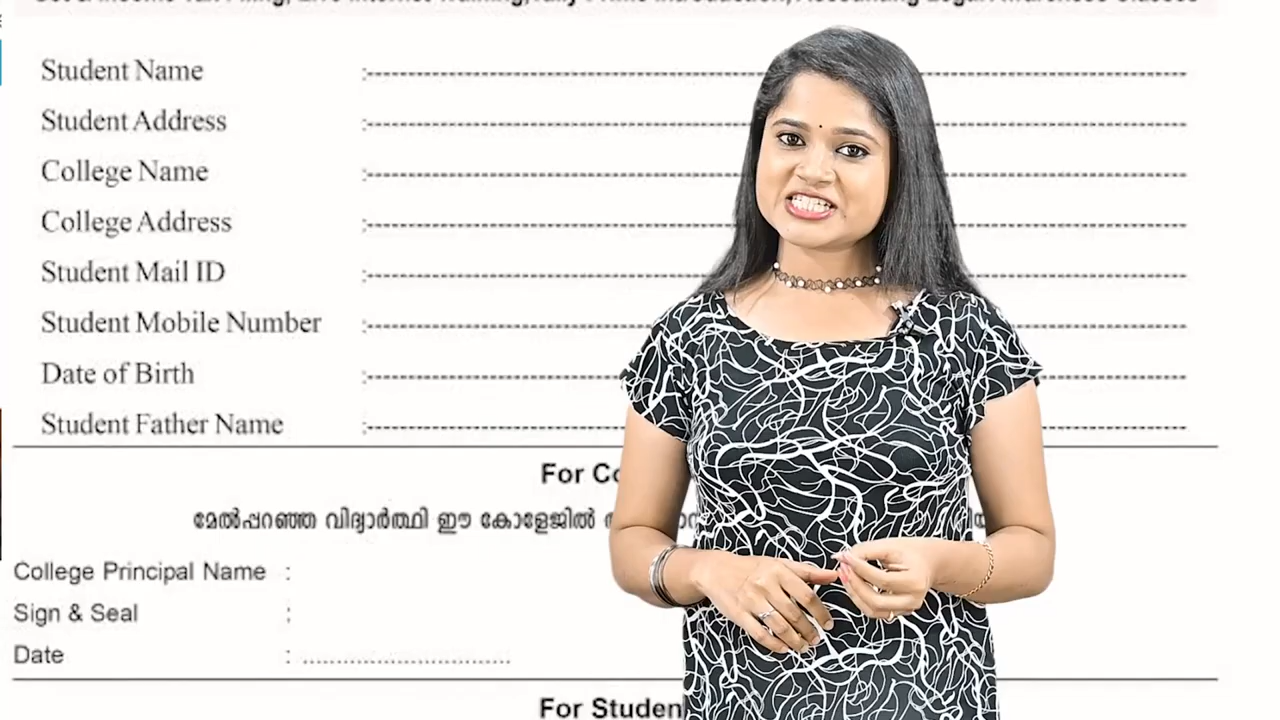 Student Name :
Student Address :
College Name :
College Address :
Student Mail ID :
Student Mobile Number :
Date of Birth :
Student Father Name :
For
മേൽപ്പറഞ്ഞ വിദ്യാർത്ഥി ഈ കോളേജിൽ
College Principal Name :
Sign & Seal :
Date : ..............................
For Studen